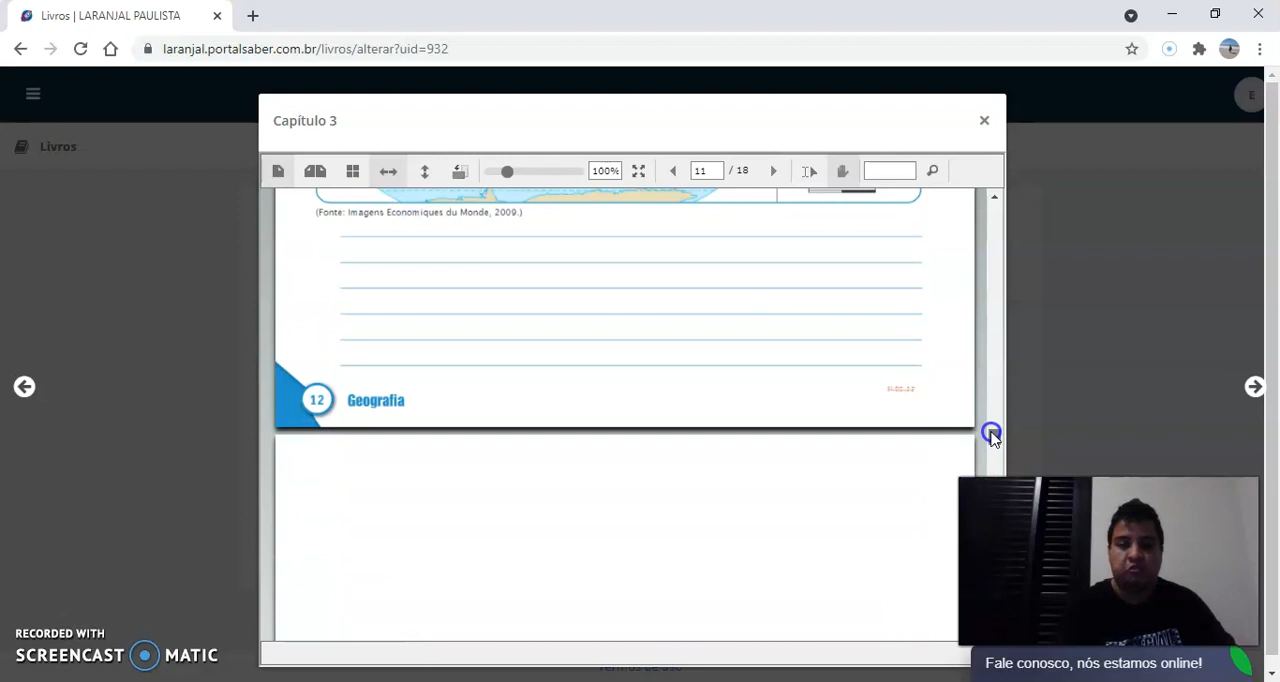 Livros | LARANJAL PAULISTA
laranjal.portalsaber.com.br/livros/alterar?uid=932
E
Livros
Capítulo 3
100%
11 / 18
(Fonte: Imagens Economiques du Monde, 2009.)
12 Geografia
RECORDED WITH
SCREENCAST MATIC
Fale conosco, nós estamos online!